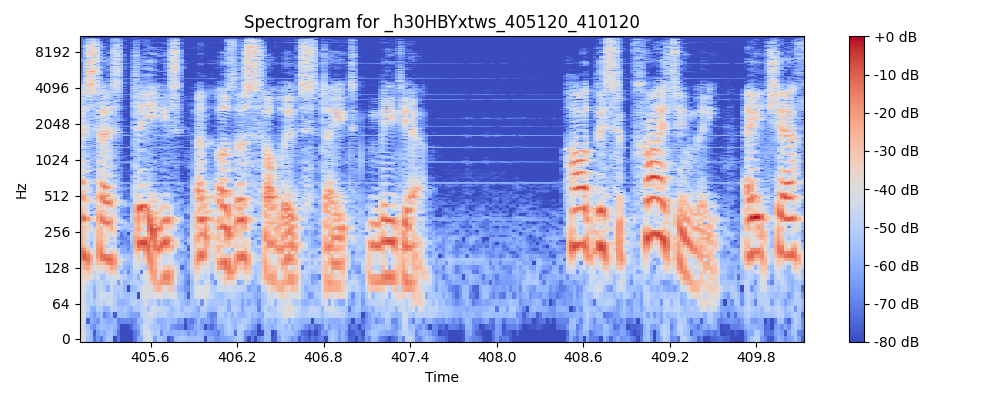 Spectrogram for _h30HBYxtws_405120_410120
8192
4096
2048
1024
512
256
128
64
0
Hz
405.6 406.2 406.8 407.4 408.0 408.6 409.2 409.8
Time
+0 dB
-10 dB
-20 dB
-30 dB
-40 dB
-50 dB
-60 dB
-70 dB
-80 dB